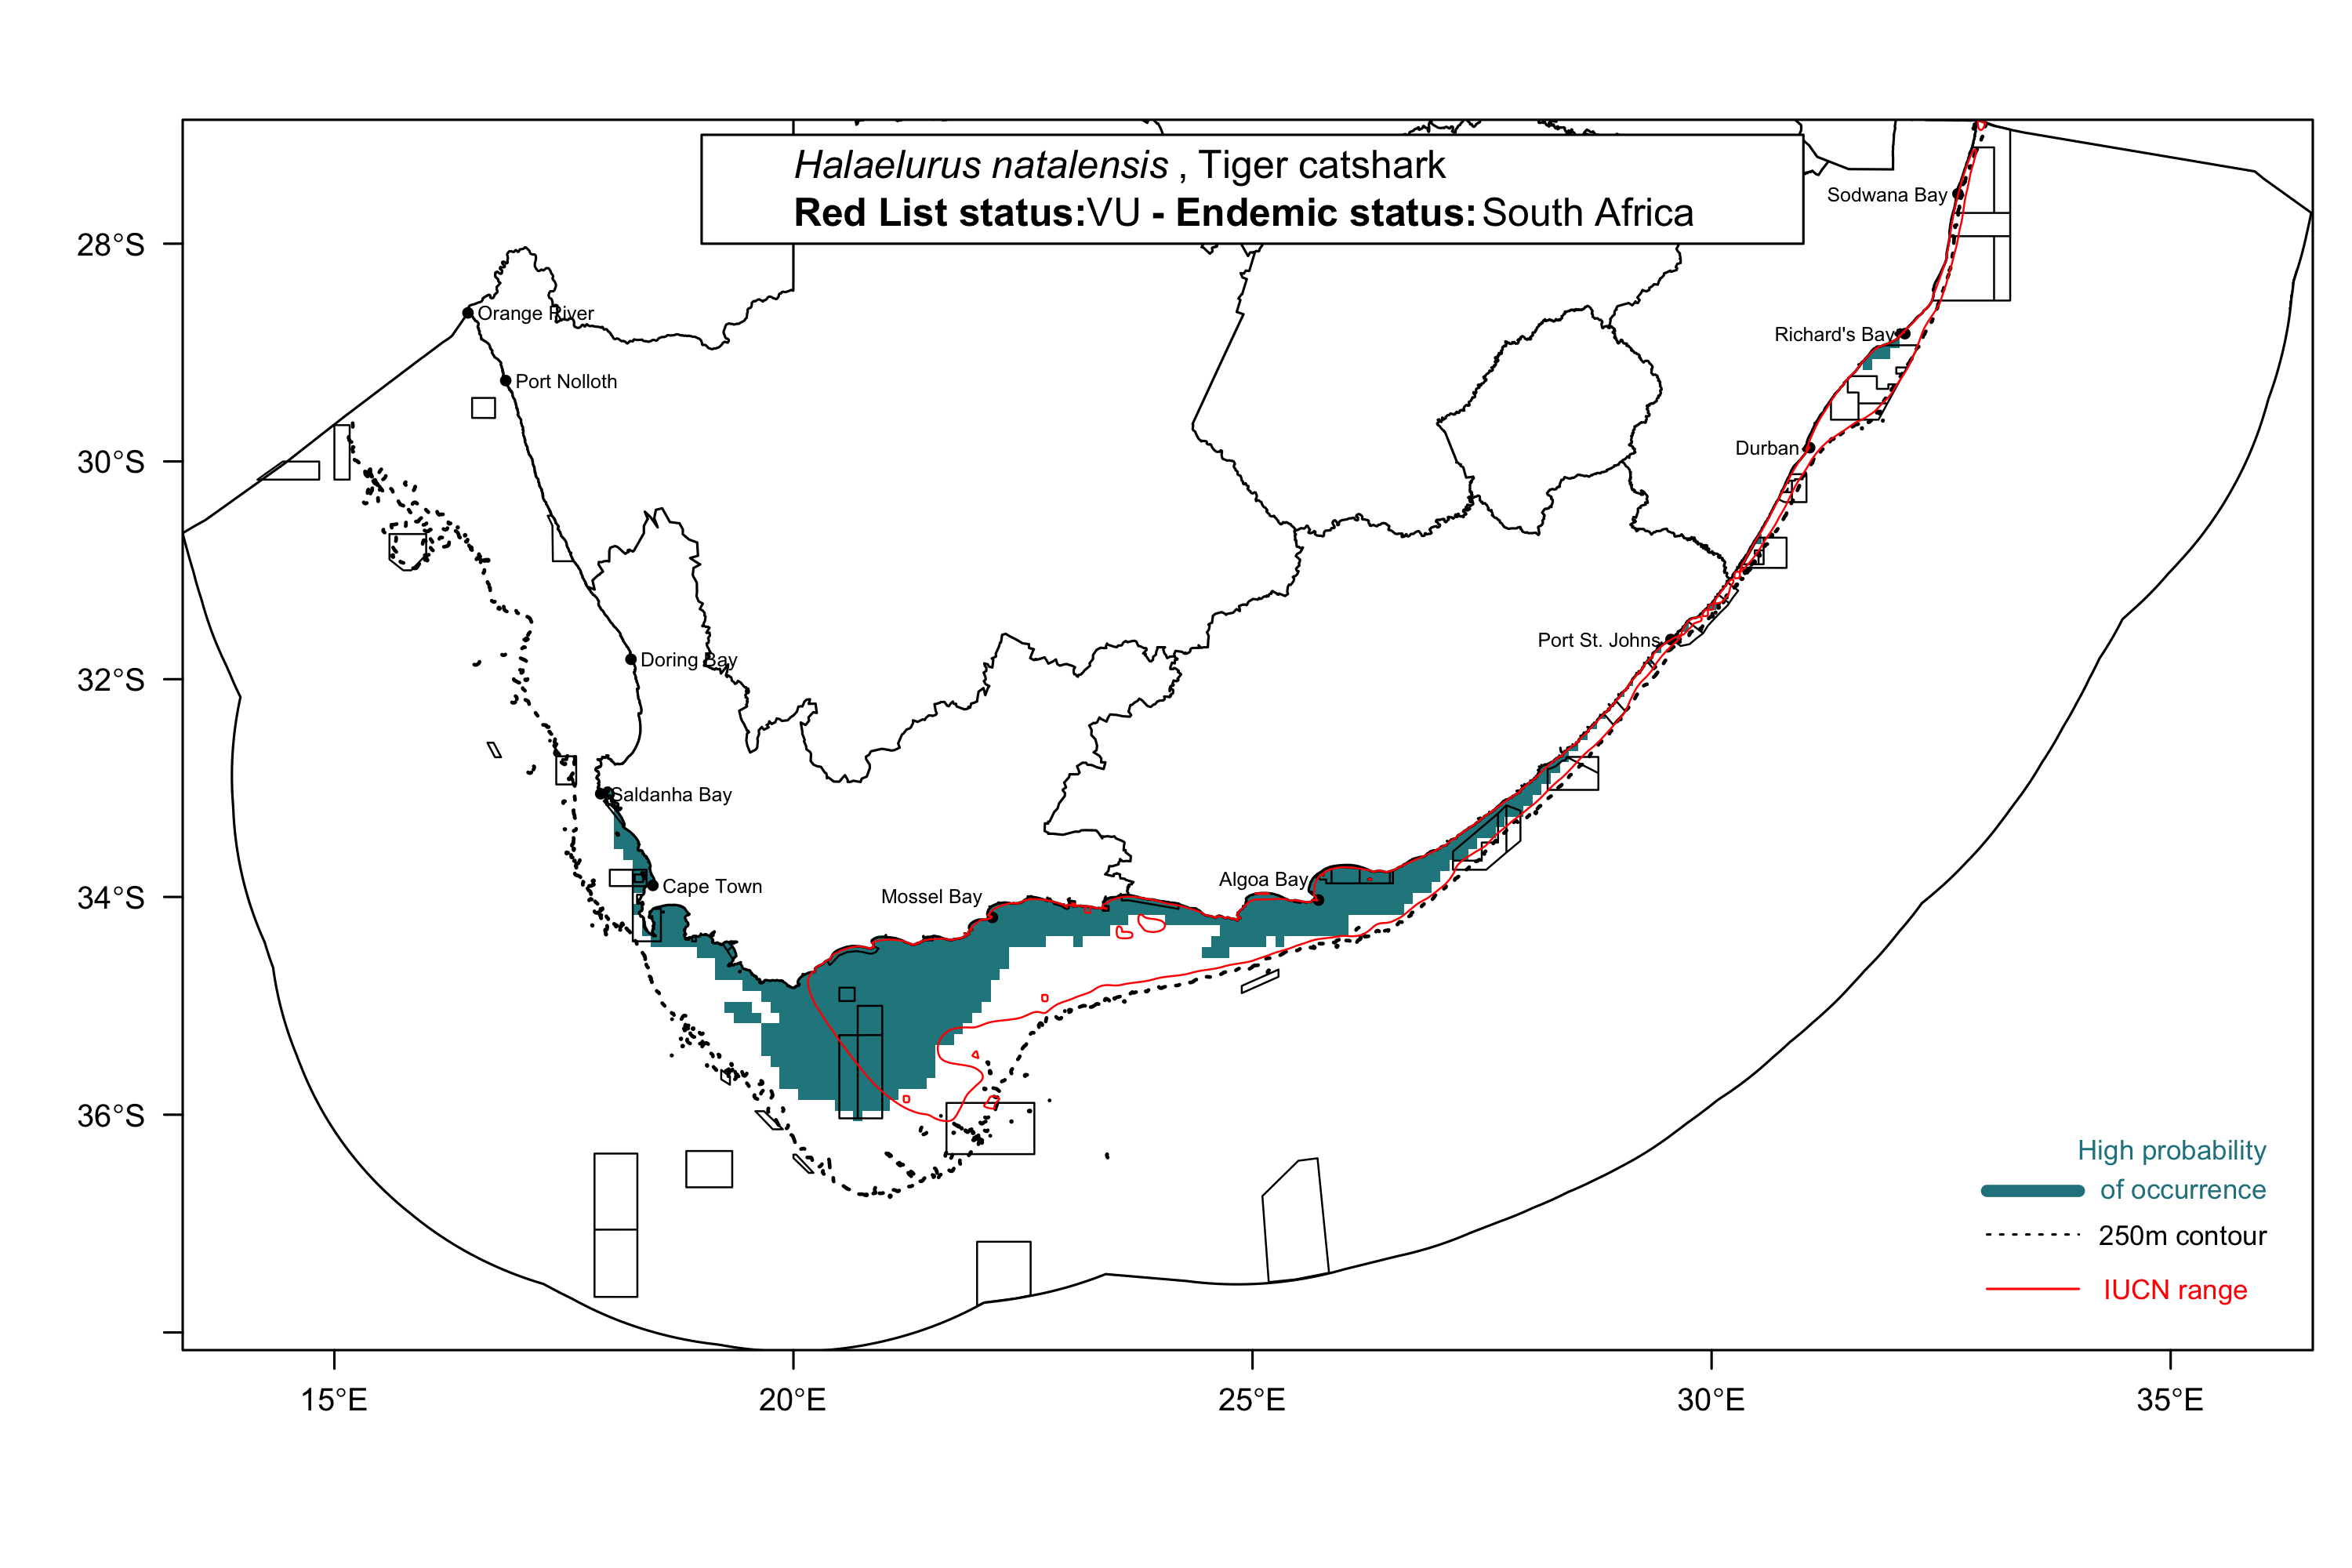 Halaelurus natalensis , Tiger catshark
Red List status:VU - Endemic status: South Africa
Sodwana Bay
28°S
Orange River
Richard's Bay
Port Nolloth
Durban
30°S
Port St. Johns
Doring Bay
32°S
Saldanha Bay
Algoa Bay
Cape Town
Mossel Bay
34°S
36°S
High probability
of occurrence
250m contour
IUCN range
15°E
20°E
25°E
30°E
35°E